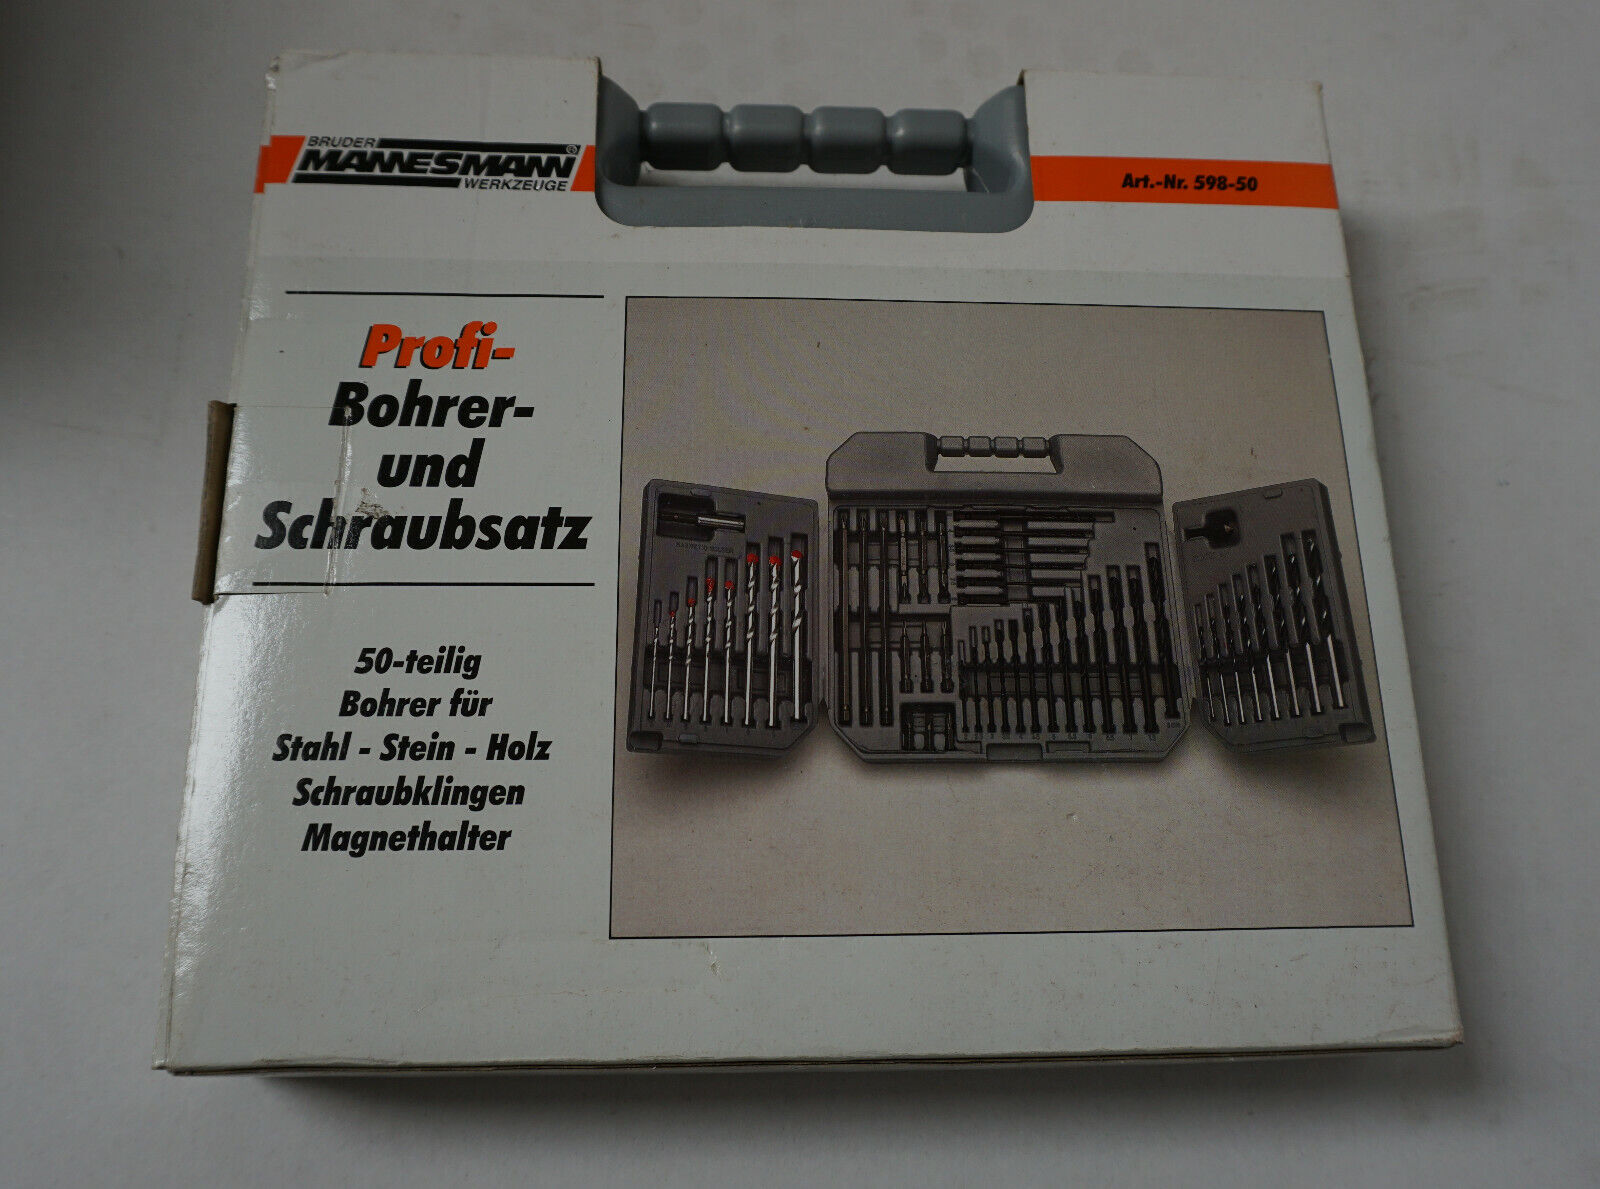 BRUDER
MANNESMANN®
WERKZEUGE
Art.-Nr. 598-50
Profi-
Bohrer-
und
Schraubsatz
50-teilig
Bohrer für
Stahl - Stein - Holz
Schraubklingen
Magnethalter